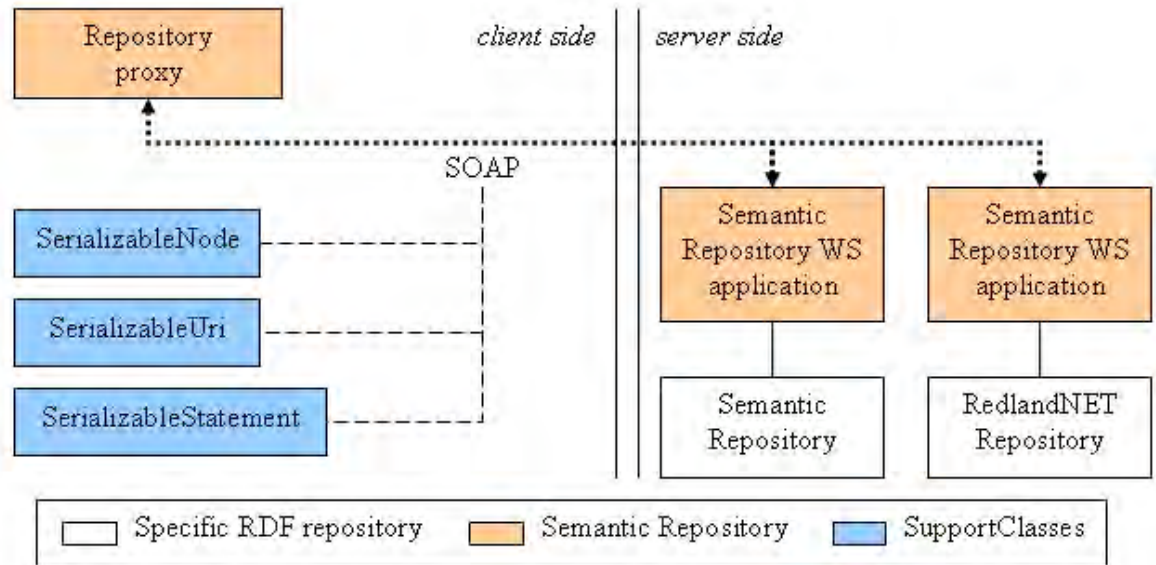 Repository
proxy
client side
server side
SOAP
SerializableNode
SerializableUri
SerializableStatement
Semantic
Repository WS
application
Semantic
Repository WS
application
Semantic
Repository
RedlandNET
Repository
Specific RDF repository
Semantic Repository
SupportClasses